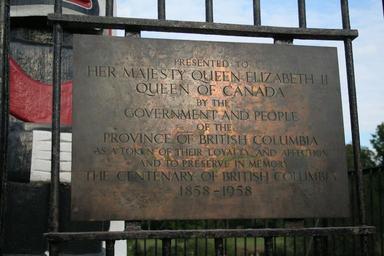 PRESENTED TO
HER MAJESTY QUEEN ELIZABETH II
QUEEN OF CANADA
BY THE
GOVERNMENT AND PEOPLE
OF THE
PROVINCE OF BRITISH COLUMBIA
AS A TOKEN OF THEIR LOYALTY AND AFFECTION
AND TO PRESERVE IN MEMORY
THE CENTENARY OF BRITISH COLUMBIA
1858-1958